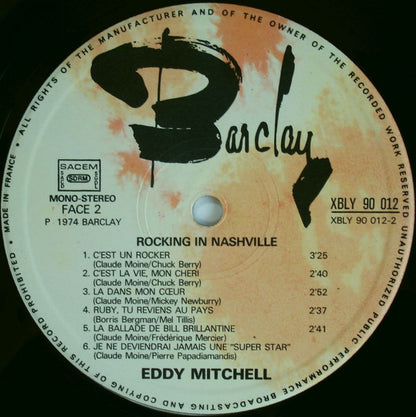 ALL RIGHTS OF THE MANUFACTURER AND OF THE OWNER OF THE RECORDED WORK RESERVED
UNAUTHORIZED PUBLIC PERFORMANCE BROADCASTING AND COPYING OF THIS RECORD PROHIBITED • MADE IN FRANCE •
Barclay
SACEM
SACD
SDRM
SGDL
MONO-STEREO
FACE 2
P 1974 BARCLAY
XBLY 90 012
XBLY 90 012-2
ROCKING IN NASHVILLE
1. C'EST UN ROCKER 3'25
(Claude Moine/Chuck Berry)
2. C'EST LA VIE, MON CHERI 2'40
(Claude Moine/Chuck Berry)
3. LA DANS MON CŒUR 2'52
(Claude Moine/Mickey Newburry)
4. RUBY, TU REVIENS AU PAYS 2'37
(Borris Bergman/Mel Tillis)
5. LA BALLADE DE BILL BRILLANTINE 2'41
(Claude Moine/Frédérique Mercier)
6. JE NE DEVIENDRAI JAMAIS UNE "SUPER STAR"
(Claude Moine/Pierre Papadiamandis)
EDDY MITCHELL